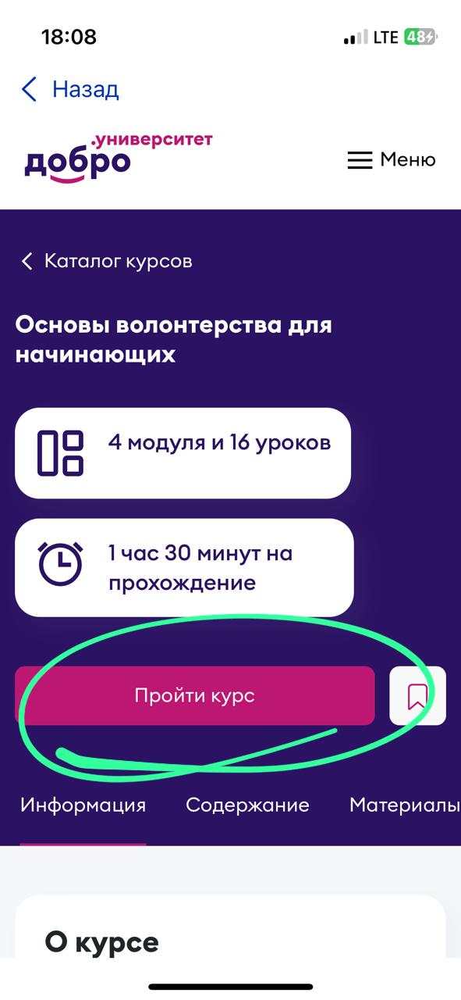 18:08
LTE 48
Назад
.университет
добро
Меню
Каталог курсов
Основы волонтерства для
начинающих
4 модуля и 16 уроков
1 час 30 минут на
прохождение
Пройти курс
Информация Содержание Материалы
О курсе